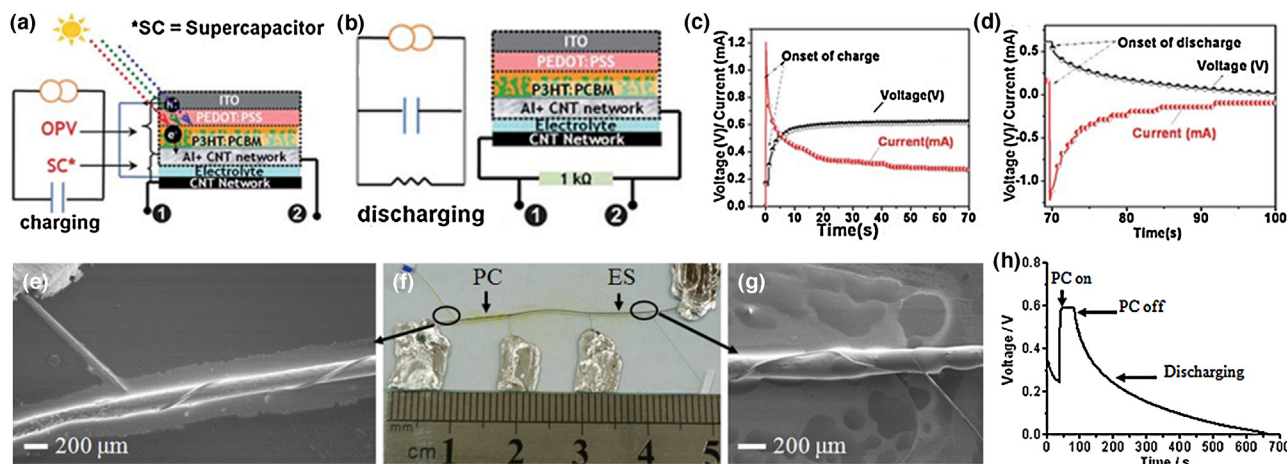 (a)
*SC = Supercapacitor
OPV
SC*
charging
ITO
PEDOT:PSS
h+
e-
P3HT:PCBM
Al+ CNT network
Electrolyte
CNT Network
1
2
(b)
discharging
ITO
PEDOT:PSS
P3HT:PCBM
Al+ CNT network
Electrolyte
CNT Network
1 kΩ
1
2
(c)
Voltage (V)/ Current (mA)
1.2
0.9
0.6
0.3
0.0
Onset of charge
Voltage(V)
Current(mA)
0 10 20 30 40 50 60 70
Time(s)
(d)
Voltage (V)/ Current (mA)
0.5
0.0
-0.5
-1.0
Onset of discharge
Voltage (V)
Current (mA)
70 80 90 100
Time(s)
(e)
200 μm
(f)
PC
ES
mm
cm 1 2 3 4 5
(g)
200 μm
(h)
Voltage / V
0.8
0.6
0.4
0.2
0.0
PC on
PC off
Discharging
0 100 200 300 400 500 600 700
Time / s